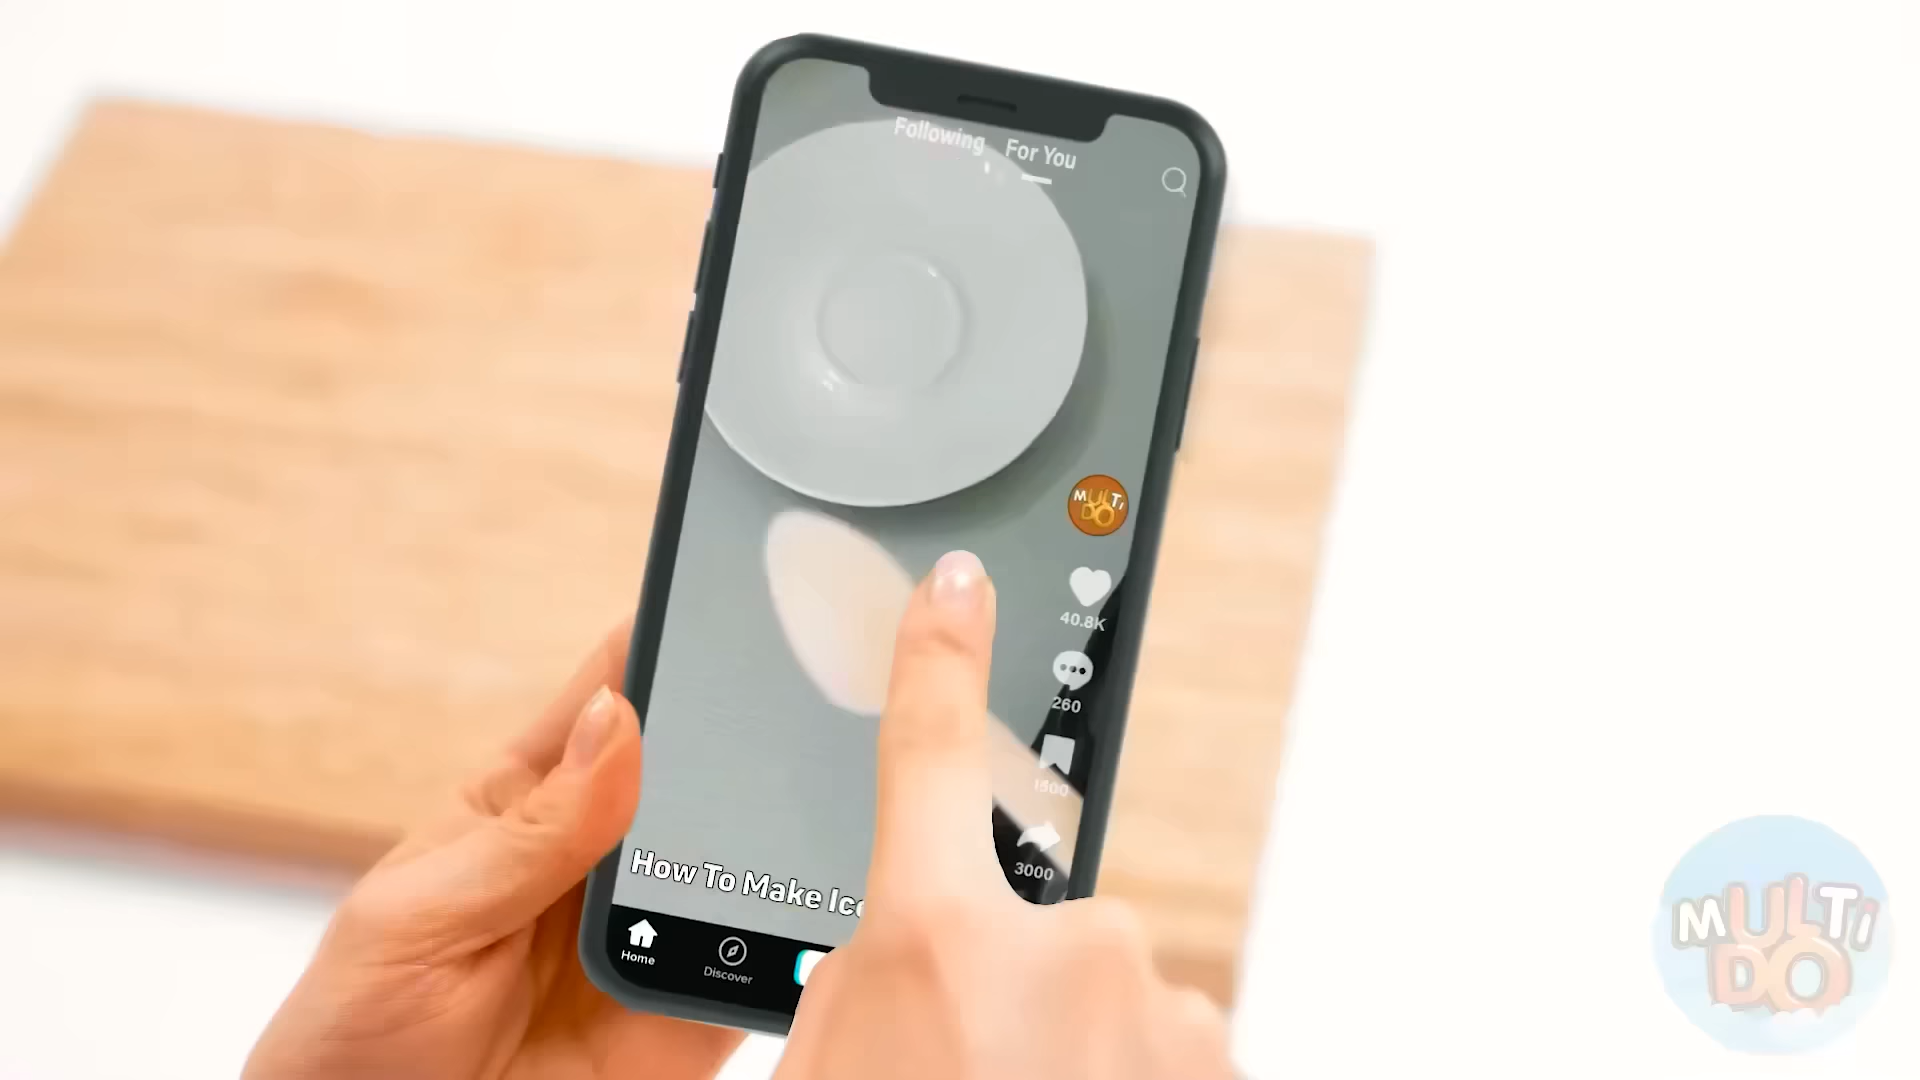 Following For You
MULTI
DO
40.8K
260
1500
3000
How To Make Ice
Home
Discover
MULTI
DO